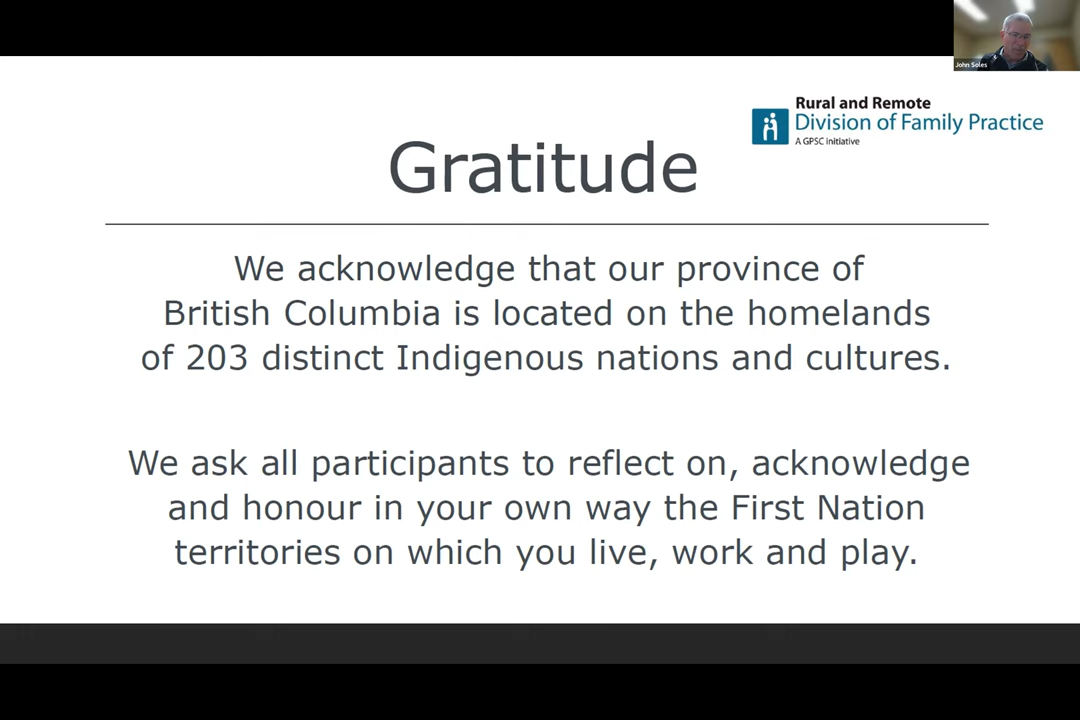 John Soles
Rural and Remote
Division of Family Practice
A GPSC initiative
Gratitude
We acknowledge that our province of
British Columbia is located on the homelands
of 203 distinct Indigenous nations and cultures.
We ask all participants to reflect on, acknowledge
and honour in your own way the First Nation
territories on which you live, work and play.